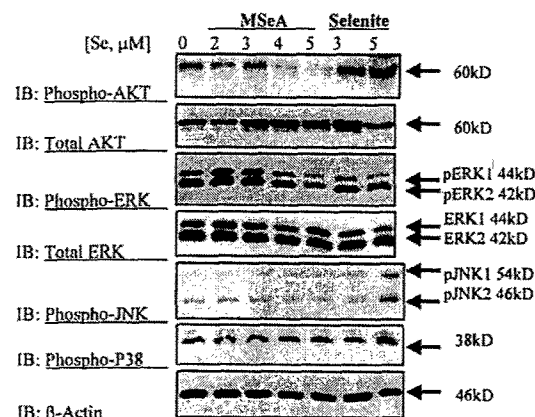 MSeA Selenite
[Se, μM] 0 2 3 4 5 3 5
60kD
IB: Phospho-AKT
60kD
IB: Total AKT
pERK1 44kD
pERK2 42kD
IB: Phospho-ERK
ERK1 44kD
ERK2 42kD
IB: Total ERK
pJNK1 54kD
pJNK2 46kD
IB: Phospho-JNK
38kD
IB: Phospho-P38
46kD
IB: β-Actin